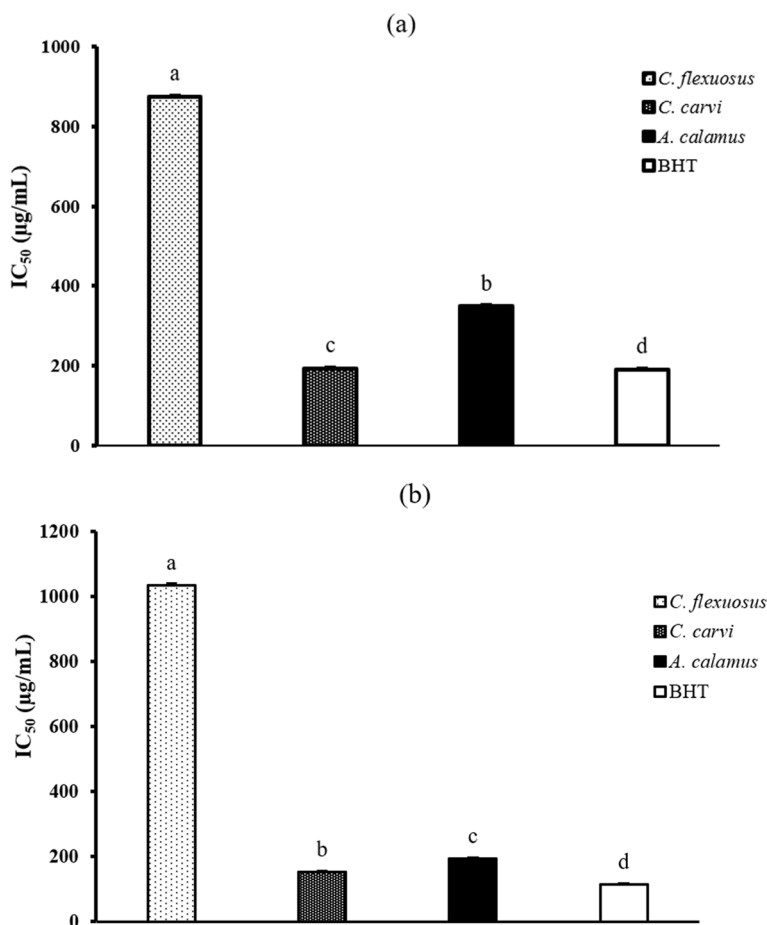 (a)
1000
800
600
400
200
0
IC₅₀ (µg/mL)
a
c
b
d
C. flexuosus
C. carvi
A. calamus
BHT
(b)
1200
1000
800
600
400
200
0
IC₅₀ (µg/mL)
a
b
c
d
C. flexuosus
C. carvi
A. calamus
BHT